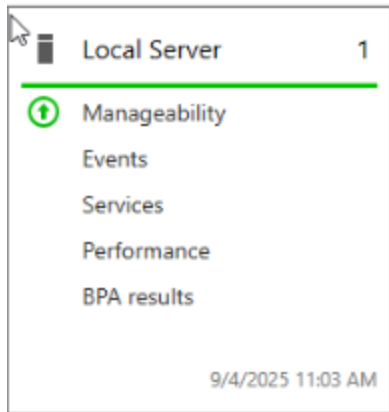 Local Server 1
Manageability
Events
Services
Performance
BPA results
9/4/2025 11:03 AM